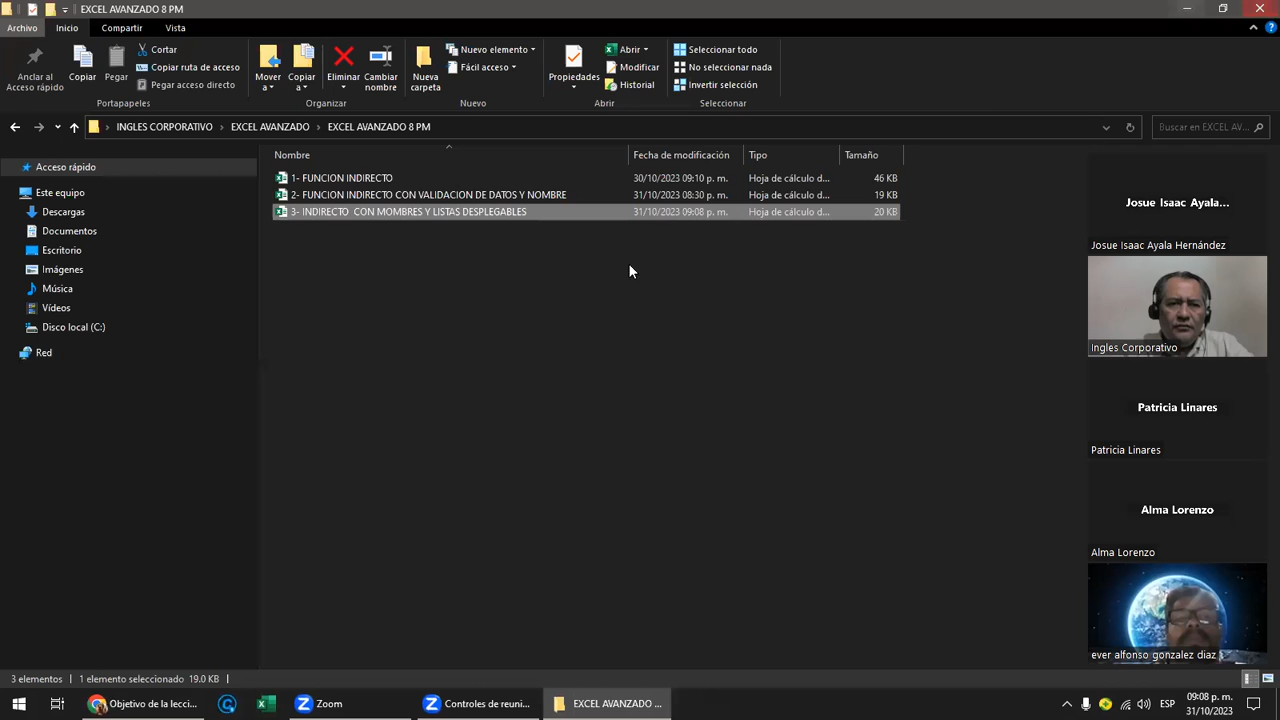 EXCEL AVANZADO 8 PM
Archivo Inicio Compartir Vista
Anclar al Acceso rápido
Copiar
Pegar
Cortar
Copiar ruta de acceso
Pegar acceso directo
Portapapeles
Mover a
Copiar a
Eliminar
Cambiar nombre
Organizar
Nueva carpeta
Nuevo elemento
Fácil acceso
Nuevo
Propiedades
Abrir
Modificar
Historial
Abrir
Seleccionar todo
No seleccionar nada
Invertir selección
Seleccionar
INGLES CORPORATIVO > EXCEL AVANZADO > EXCEL AVANZADO 8 PM
Buscar en EXCEL AV...
Nombre Fecha de modificación Tipo Tamaño
1- FUNCION INDIRECTO 30/10/2023 09:10 p. m. Hoja de cálculo d... 46 KB
2- FUNCION INDIRECTO CON VALIDACION DE DATOS Y NOMBRE 31/10/2023 08:30 p. m. Hoja de cálculo d... 19 KB
3- INDIRECTO CON MOMBRES Y LISTAS DESPLEGABLES 31/10/2023 09:08 p. m. Hoja de cálculo d... 20 KB
Acceso rápido
Este equipo
Descargas
Documentos
Escritorio
Imágenes
Música
Vídeos
Disco local (C:)
Red
Josue Isaac Ayala...
Josue Isaac Ayala Hernández
Ingles Corporativo
Patricia Linares
Patricia Linares
Alma Lorenzo
Alma Lorenzo
ever alfonso gonzalez diaz
3 elementos 1 elemento seleccionado 19.0 KB
Objetivo de la lecci...
Zoom
Controles de reuni...
EXCEL AVANZADO ...
ESP
09:08 p. m.
31/10/2023